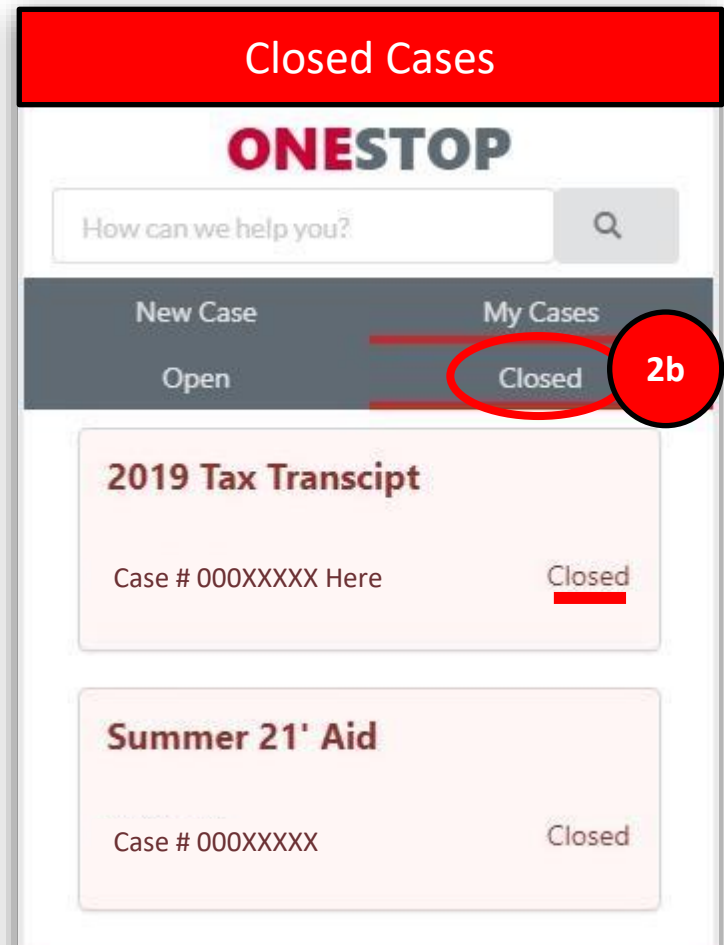 Closed Cases
ONESTOP
How can we help you?
New Case My Cases
Open Closed 2b
2019 Tax Transcipt
Case # 000XXXXX Here Closed
Summer 21' Aid
Case # 000XXXXX Closed